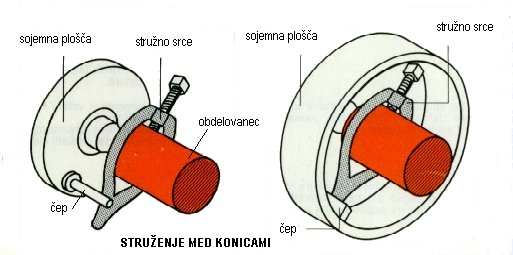 sojemna plošča
stružno srce
obdelovanec
čep
sojemna plošča
stružno srce
čep
STRUŽENJE MED KONICAMI